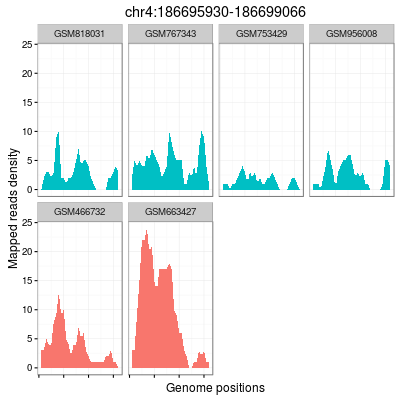 chr4:186695930-186699066
GSM818031 GSM767343 GSM753429 GSM956008
25
20
15
10
5
0
GSM466732 GSM663427
25
20
15
10
5
0
Mapped reads density
Genome positions